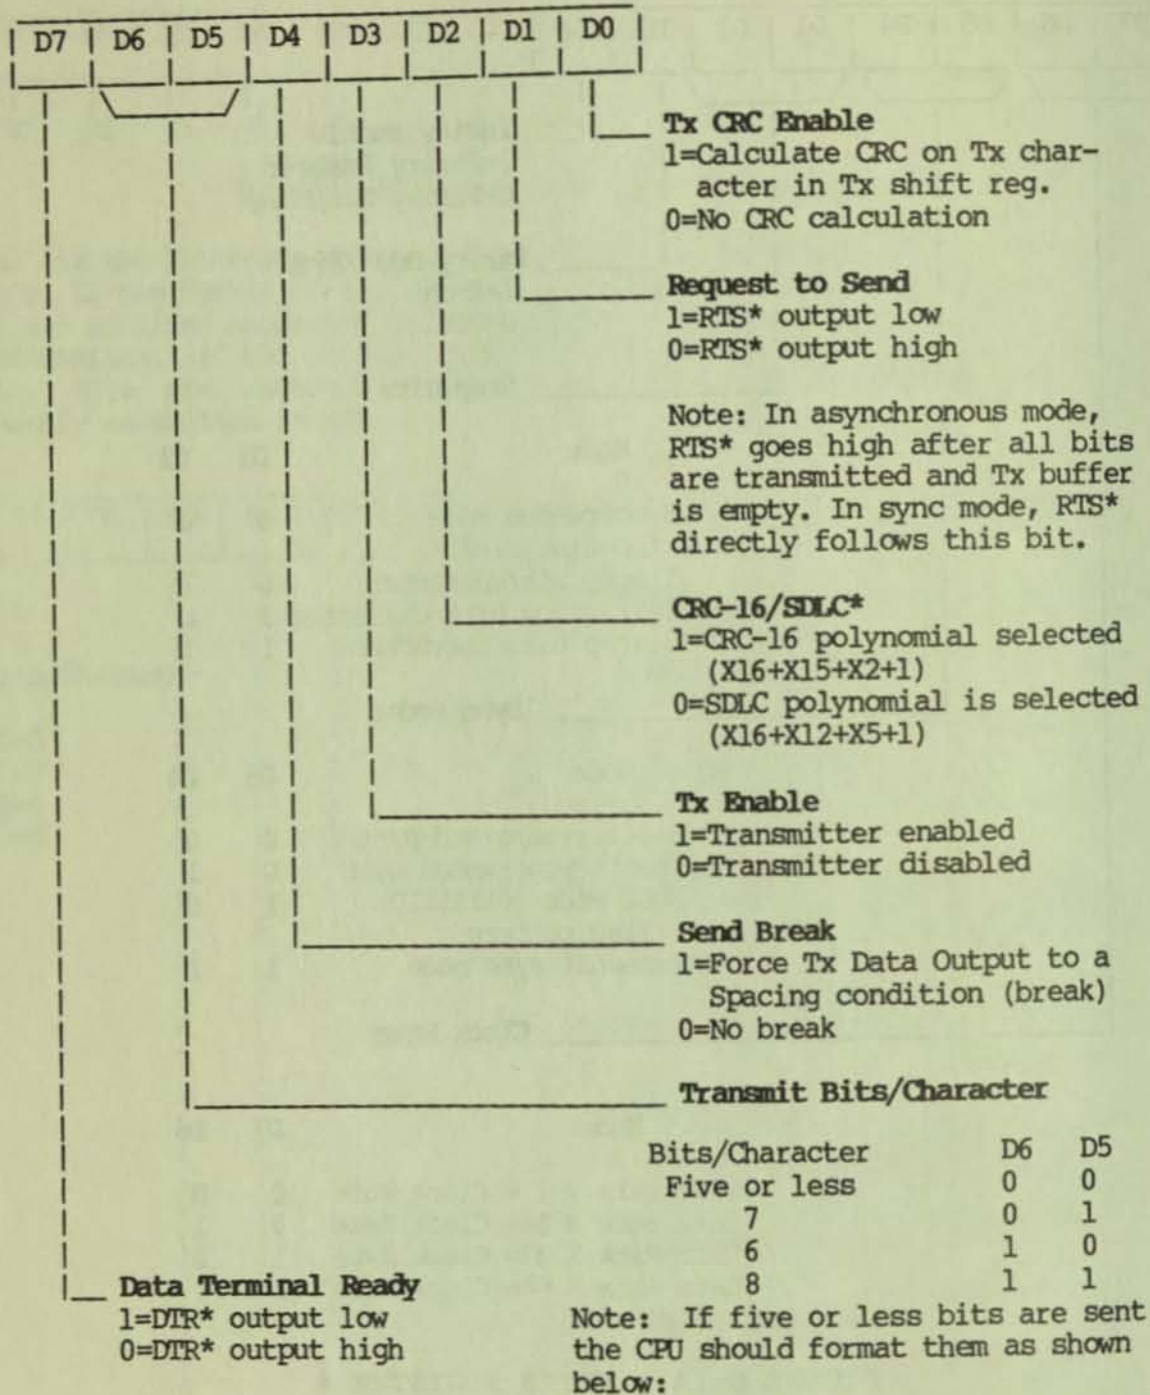 D7 D6 D5 D4 D3 D2 D1 D0
Tx CRC Enable
1=Calculate CRC on Tx char-
acter in Tx shift reg.
0=No CRC calculation
Request to Send
1=RTS* output low
0=RTS* output high
Note: In asynchronous mode,
RTS* goes high after all bits
are transmitted and Tx buffer
is empty. In sync mode, RTS*
directly follows this bit.
CRC-16/SDLC*
1=CRC-16 polynomial selected
(X16+X15+X2+1)
0=SDLC polynomial is selected
(X16+X12+X5+1)
Tx Enable
1=Transmitter enabled
0=Transmitter disabled
Send Break
1=Force Tx Data Output to a
Spacing condition (break)
0=No break
Transmit Bits/Character
Bits/Character D6 D5
Five or less 0 0
7 0 1
6 1 0
8 1 1
Data Terminal Ready
1=DTR* output low
0=DTR* output high
Note: If five or less bits are sent
the CPU should format them as shown
below: